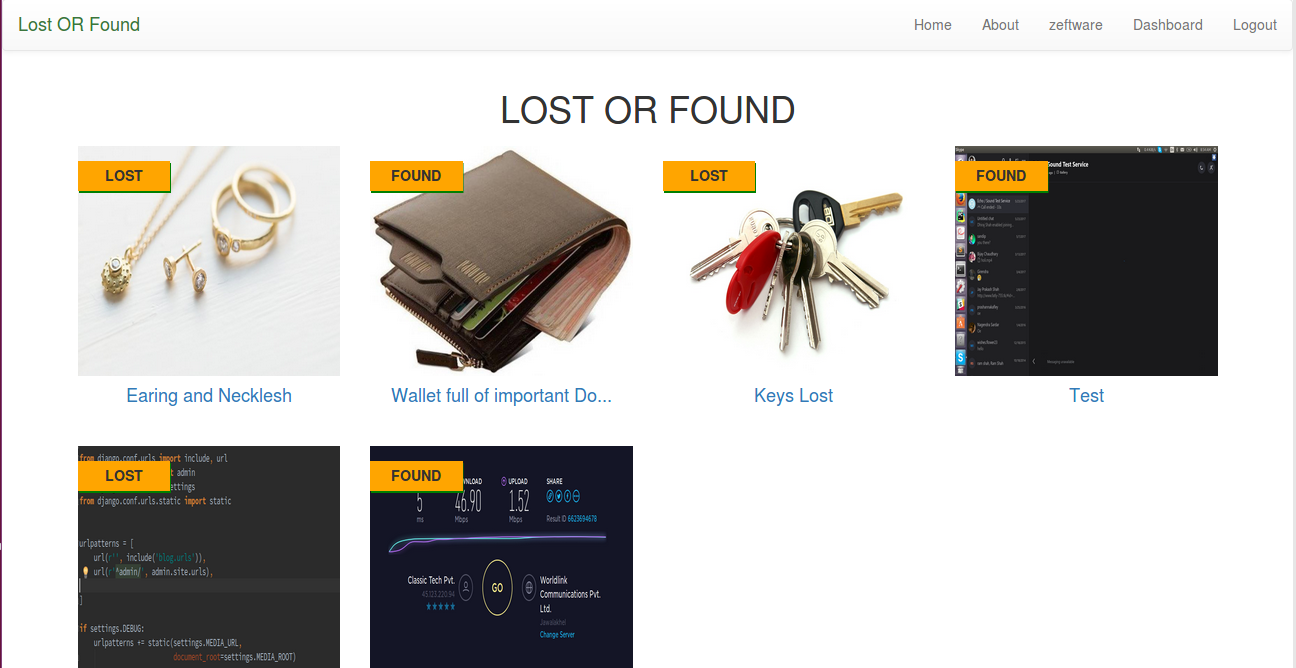 Lost OR Found
Home About zeftware Dashboard Logout
LOST OR FOUND
LOST
FOUND
LOST
FOUND
Sound Test Service
Earing and Necklesh
Wallet full of important Do...
Keys Lost
Test
from django.conf.urls import include, url
LOST
admin
settings
from django.conf.urls.static import static
urlpatterns = [
url(r'', include('blog.urls')),
url(r'^admin/', admin.site.urls),
]
if settings.DEBUG:
urlpatterns += static(settings.MEDIA_URL,
document_root=settings.MEDIA_ROOT)
FOUND
UPLOAD
SHARE
5
46.90
1.52
ms
Mbps
Mbps
Result ID 6623694678
Classic Tech Pvt.
45.123.220.94
GO
Worldlink
Communications Pvt.
Ltd.
Jawalakhel
Change Server